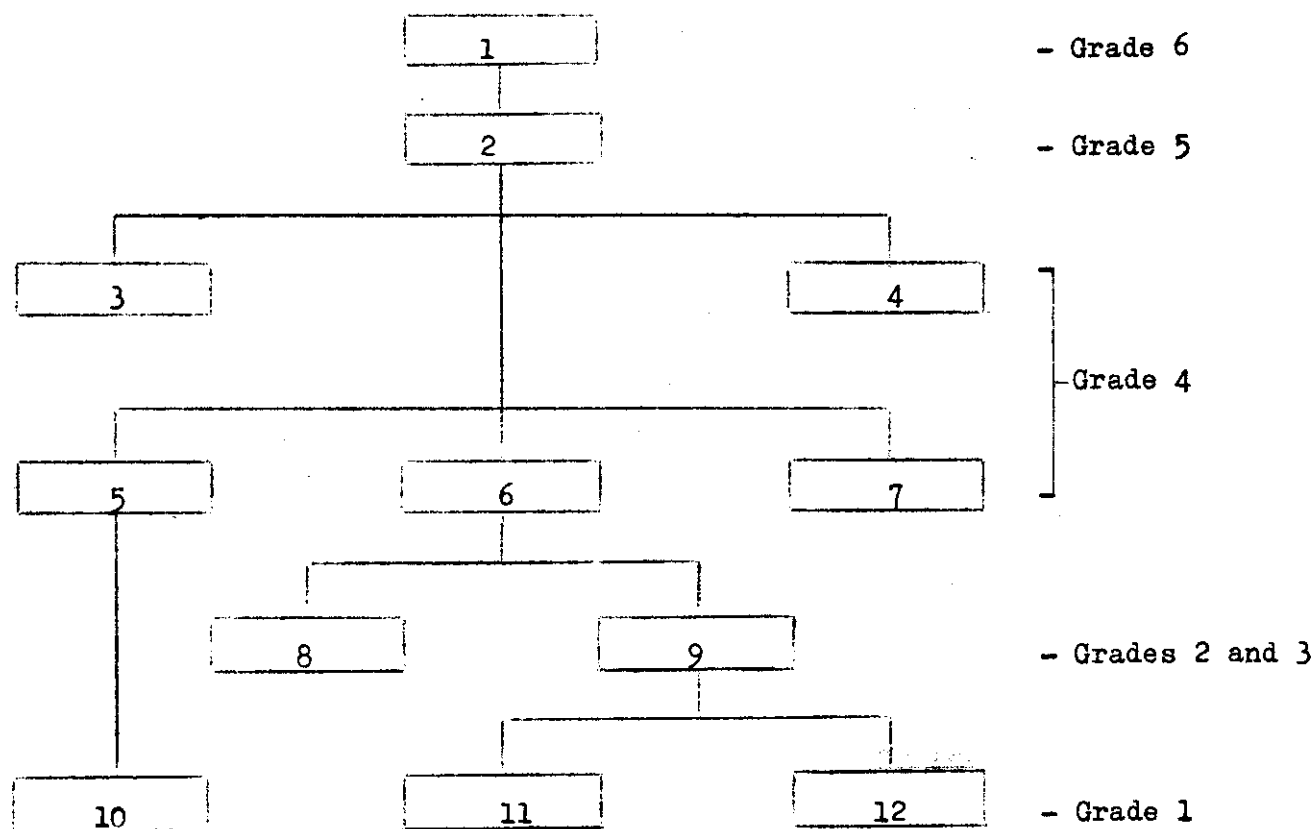 1 - Grade 6
2 - Grade 5
3 4
- Grade 4
5 6 7
8 9 - Grades 2 and 3
10 11 12 - Grade 1